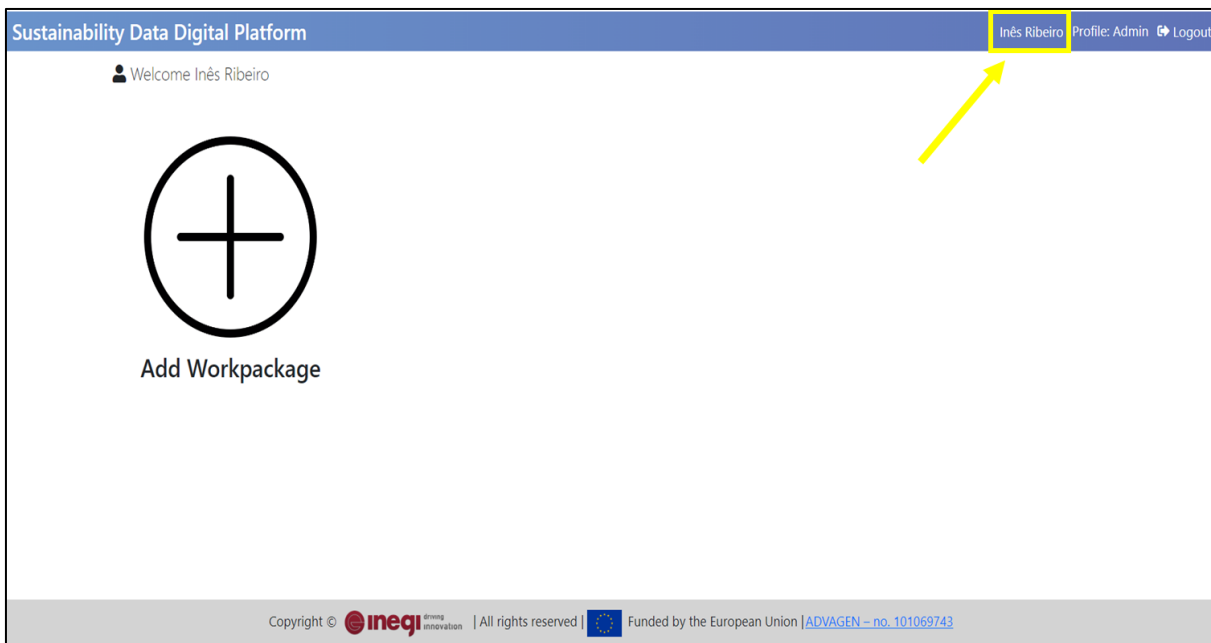 Sustainability Data Digital Platform
Inês Ribeiro Profile: Admin Logout
Welcome Inês Ribeiro
Add Workpackage
Copyright © inegi driving innovation | All rights reserved | Funded by the European Union | ADVAGEN – no. 101069743